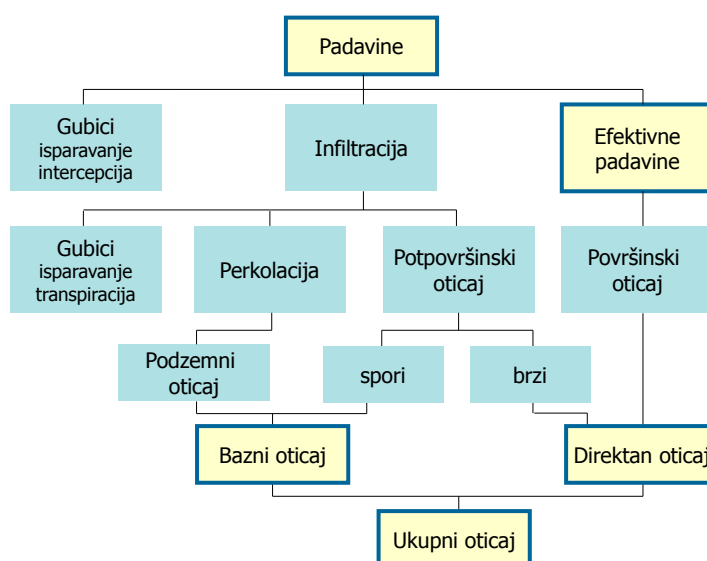 Padavine
Gubici
isparavanje
intercepcija
Infiltracija
Efektivne
padavine
Gubici
isparavanje
transpiracija
Perkolacija
Potpovršinski
oticaj
Površinski
oticaj
Podzemni
oticaj
spori
brzi
Bazni oticaj
Direktan oticaj
Ukupni oticaj